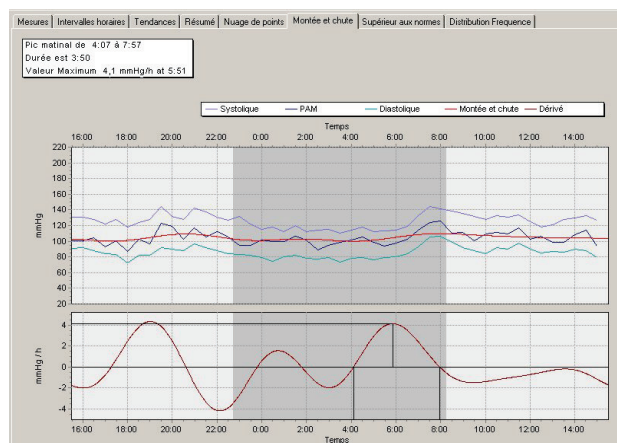 Mesures Intervalles horaires Tendances Résumé Nuage de points Montée et chute Supérieur aux normes Distribution Frequence
Pic matinal de 4:07 à 7:57
Durée est 3:50
Valeur Maximum 4,1 mmHg/h at 5:51
Systolique PAM Diastolique Montée et chute Dérivé
Temps
16:00 18:00 20:00 22:00 0:00 2:00 4:00 6:00 8:00 10:00 12:00 14:00
220
200
180
160
140
120
100
80
60
40
20
mmHg
4
2
0
-2
-4
mmHg / h
16:00 18:00 20:00 22:00 0:00 2:00 4:00 6:00 8:00 10:00 12:00 14:00
Temps